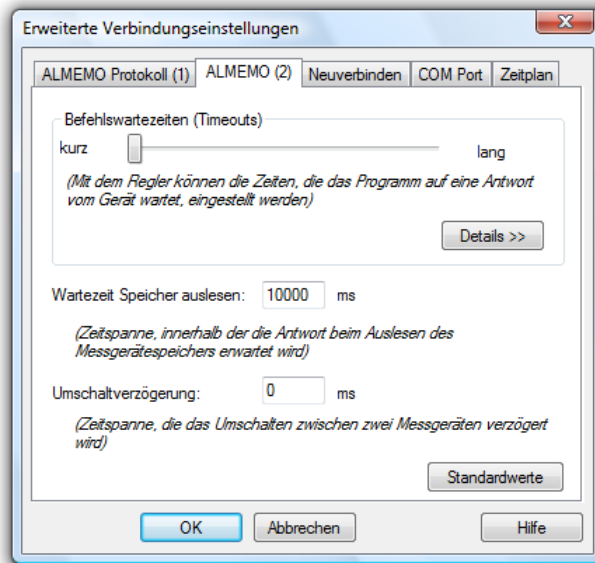 Erweiterte Verbindungseinstellungen
ALMEMO Protokoll (1) ALMEMO (2) Neuverbinden COM Port Zeitplan
Befehlswartezeiten (Timeouts)
kurz lang
(Mit dem Regler können die Zeiten, die das Programm auf eine Antwort
vom Gerät wartet, eingestellt werden)
Details >>
Wartezeit Speicher auslesen: 10000 ms
(Zeitspanne, innerhalb der die Antwort beim Auslesen des
Messgerätespeichers erwartet wird)
Umschaltverzögerung: 0 ms
(Zeitspanne, die das Umschalten zwischen zwei Messgeräten verzögert
wird)
Standardwerte
OK Abbrechen Hilfe